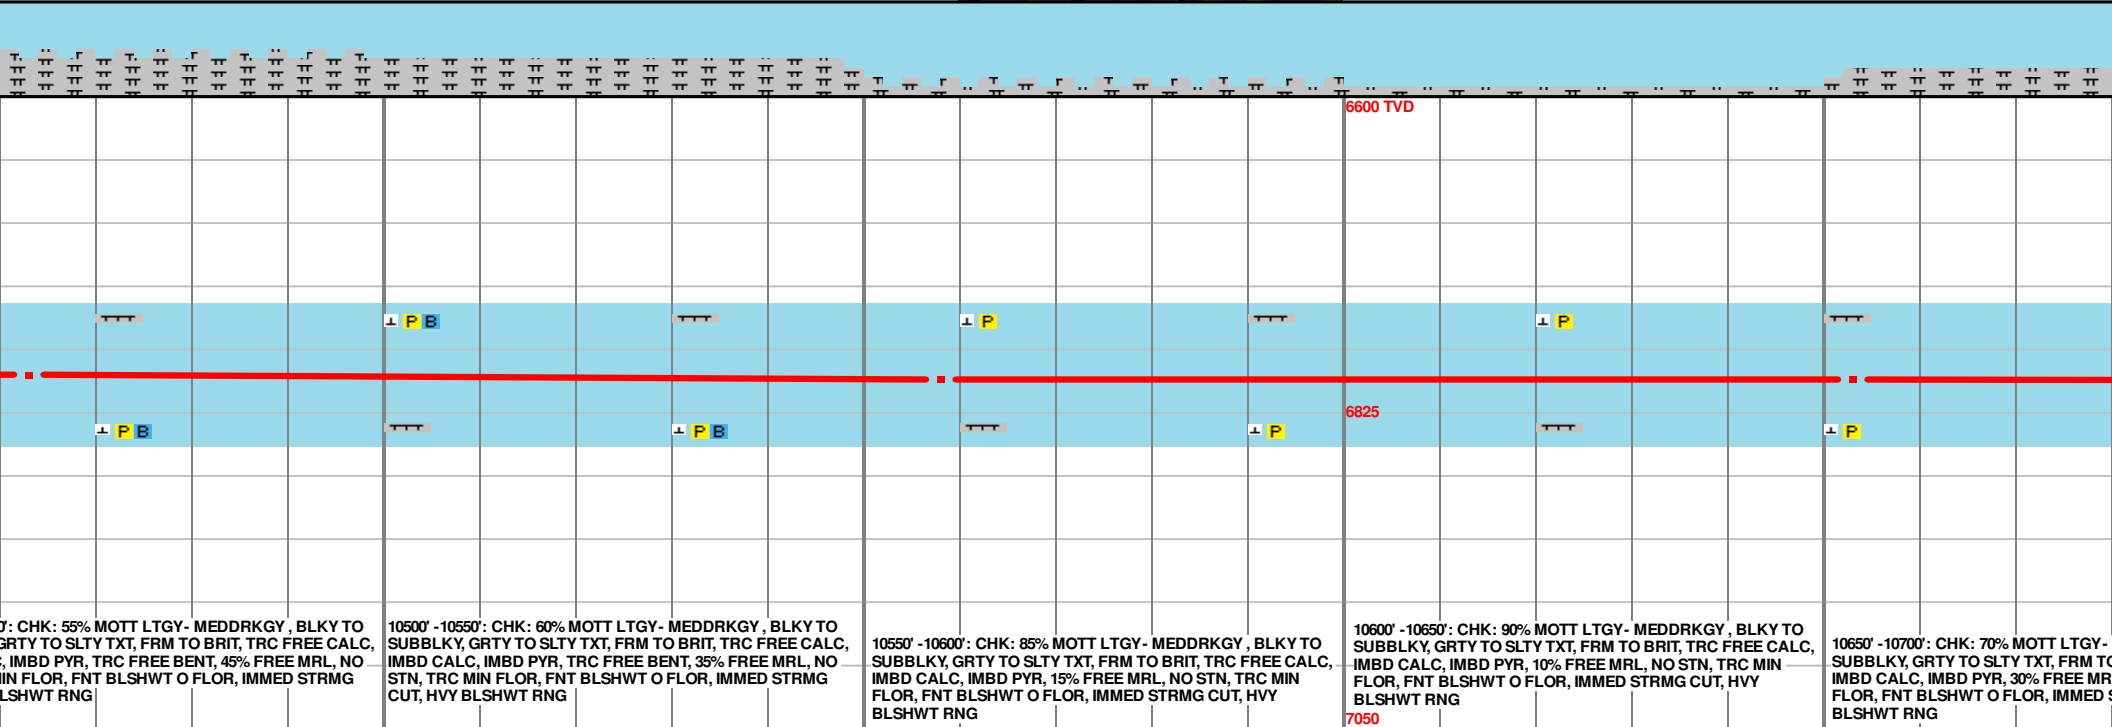 6600 TVD
P B
P
P
6825
P B
P B
P
P
': CHK: 55% MOTT LTGY- MEDDRKGY , BLKY TO
GRTY TO SLTY TXT, FRM TO BRIT, TRC FREE CALC,
, IMBD PYR, TRC FREE BENT, 45% FREE MRL, NO
IN FLOR, FNT BLSHWT O FLOR, IMMED STRMG
LSHWT RNG
10500' -10550': CHK: 60% MOTT LTGY- MEDDRKGY , BLKY TO
SUBBLKY, GRTY TO SLTY TXT, FRM TO BRIT, TRC FREE CALC,
IMBD CALC, IMBD PYR, TRC FREE BENT, 35% FREE MRL, NO
STN, TRC MIN FLOR, FNT BLSHWT O FLOR, IMMED STRMG
CUT, HVY BLSHWT RNG
10550' -10600': CHK: 85% MOTT LTGY- MEDDRKGY , BLKY TO
SUBBLKY, GRTY TO SLTY TXT, FRM TO BRIT, TRC FREE CALC,
IMBD CALC, IMBD PYR, 15% FREE MRL, NO STN, TRC MIN
FLOR, FNT BLSHWT O FLOR, IMMED STRMG CUT, HVY
BLSHWT RNG
10600' -10650': CHK: 90% MOTT LTGY- MEDDRKGY , BLKY TO
SUBBLKY, GRTY TO SLTY TXT, FRM TO BRIT, TRC FREE CALC,
IMBD CALC, IMBD PYR, 10% FREE MRL, NO STN, TRC MIN
FLOR, FNT BLSHWT O FLOR, IMMED STRMG CUT, HVY
BLSHWT RNG
10650' -10700': CHK: 70% MOTT LTGY-
SUBBLKY, GRTY TO SLTY TXT, FRM TO
IMBD CALC, IMBD PYR, 30% FREE MR
FLOR, FNT BLSHWT O FLOR, IMMED S
BLSHWT RNG
7050